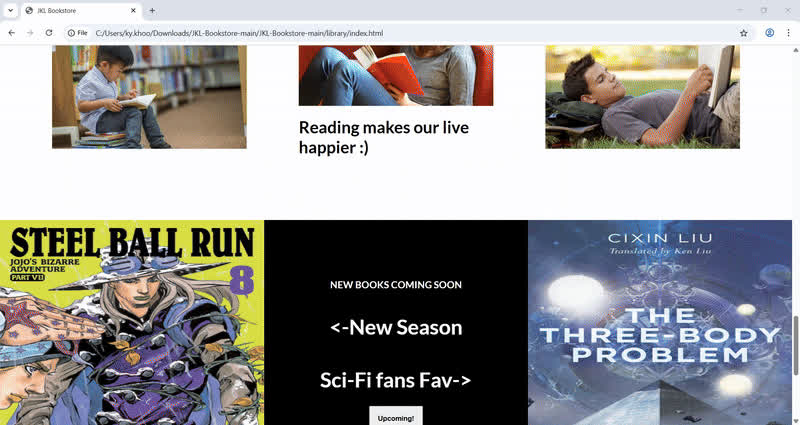 JKL Bookstore
File
C:/Users/ky.khoo/Downloads/JKL-Bookstore-main/JKL-Bookstore-main/library/index.html
Reading makes our live
happier :)
STEEL BALL RUN
JOJO'S BIZARRE
ADVENTURE
PART VII
8
NEW BOOKS COMING SOON
<-New Season
Sci-Fi fans Fav->
Upcoming!
CIXIN LIU
Translated by Ken Liu
THE
THREE-BODY
PROBLEM